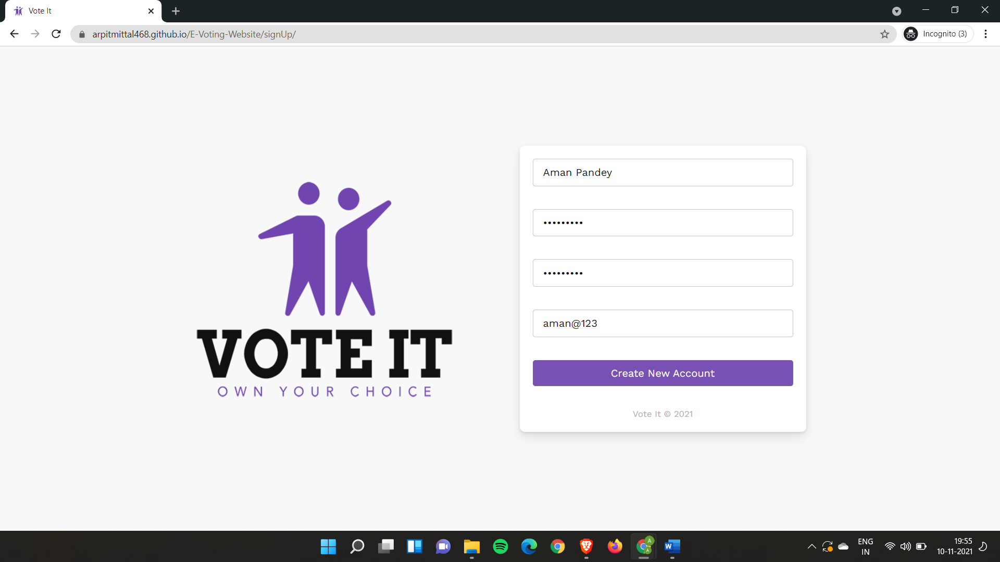 Vote It
arpitmittal468.github.io/E-Voting-Website/signUp/
Incognito (3)
Aman Pandey
•••••••••
•••••••••
aman@123
Create New Account
Vote It © 2021
VOTE IT
OWN YOUR CHOICE
A
A
W
ENG
IN
19:55
10-11-2021